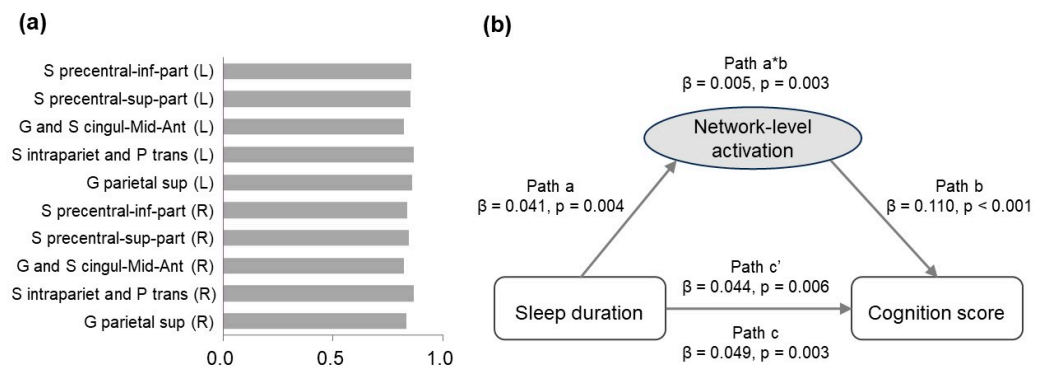 (a)
S precentral-inf-part (L)
S precentral-sup-part (L)
G and S cingul-Mid-Ant (L)
S intrapariet and P trans (L)
G parietal sup (L)
S precentral-inf-part (R)
S precentral-sup-part (R)
G and S cingul-Mid-Ant (R)
S intrapariet and P trans (R)
G parietal sup (R)
0.0
0.5
1.0
(b)
Path a*b
β = 0.005, p = 0.003
Network-level
activation
Path a
β = 0.041, p = 0.004
Path b
β = 0.110, p < 0.001
Sleep duration
Path c’
β = 0.044, p = 0.006
Path c
β = 0.049, p = 0.003
Cognition score